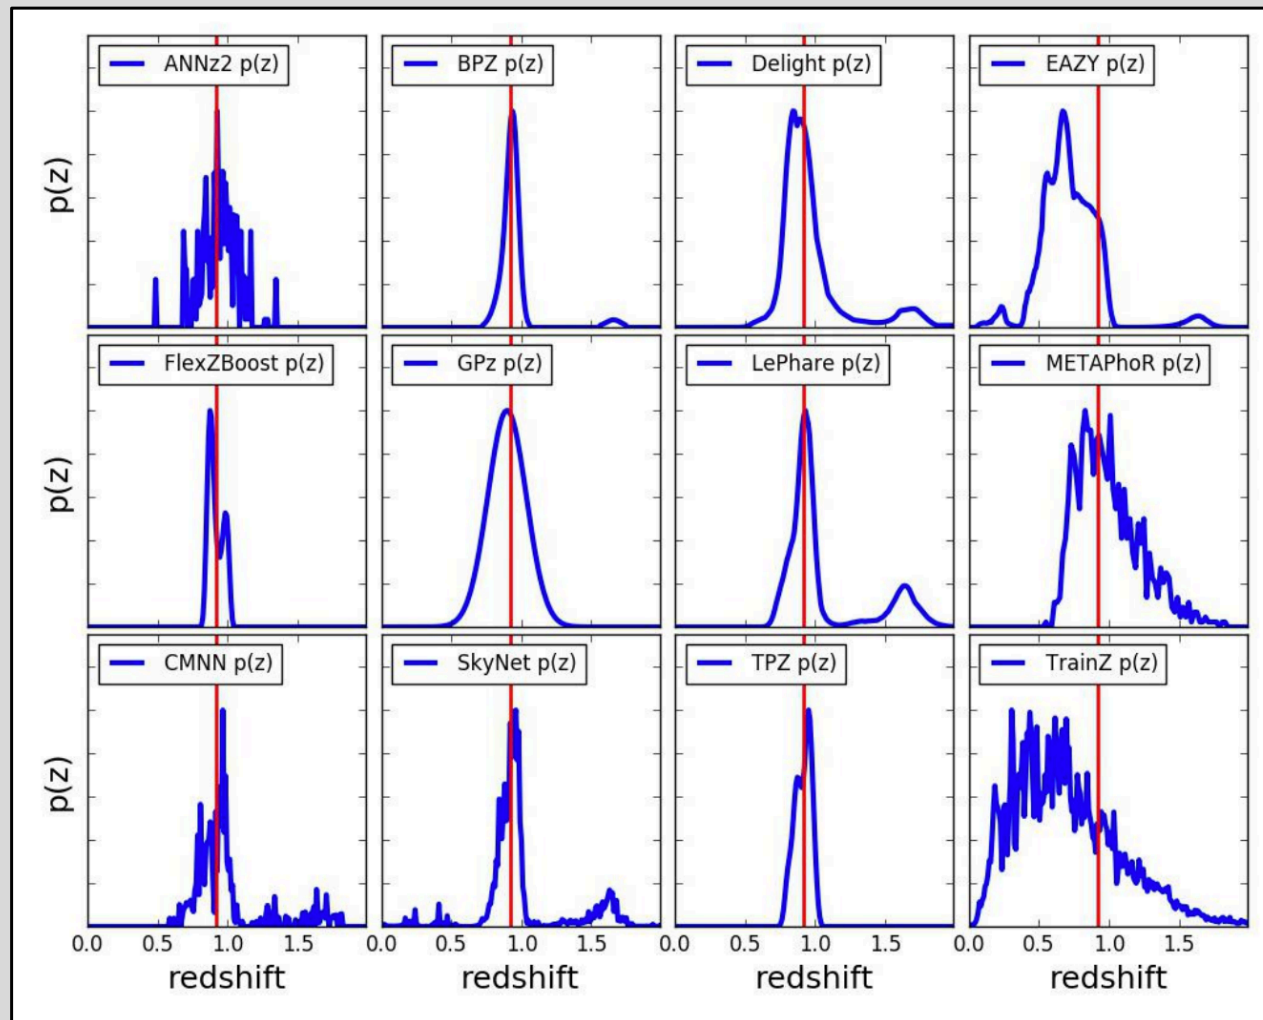 ANNz2 p(z)
BPZ p(z)
Delight p(z)
EAZY p(z)
p(z)
FlexZBoost p(z)
GPz p(z)
LePhare p(z)
METAPhoR p(z)
p(z)
CMNN p(z)
SkyNet p(z)
TPZ p(z)
TrainZ p(z)
p(z)
0.0 0.5 1.0 1.5 0.0 0.5 1.0 1.5 0.0 0.5 1.0 1.5 0.0 0.5 1.0 1.5
redshift redshift redshift redshift